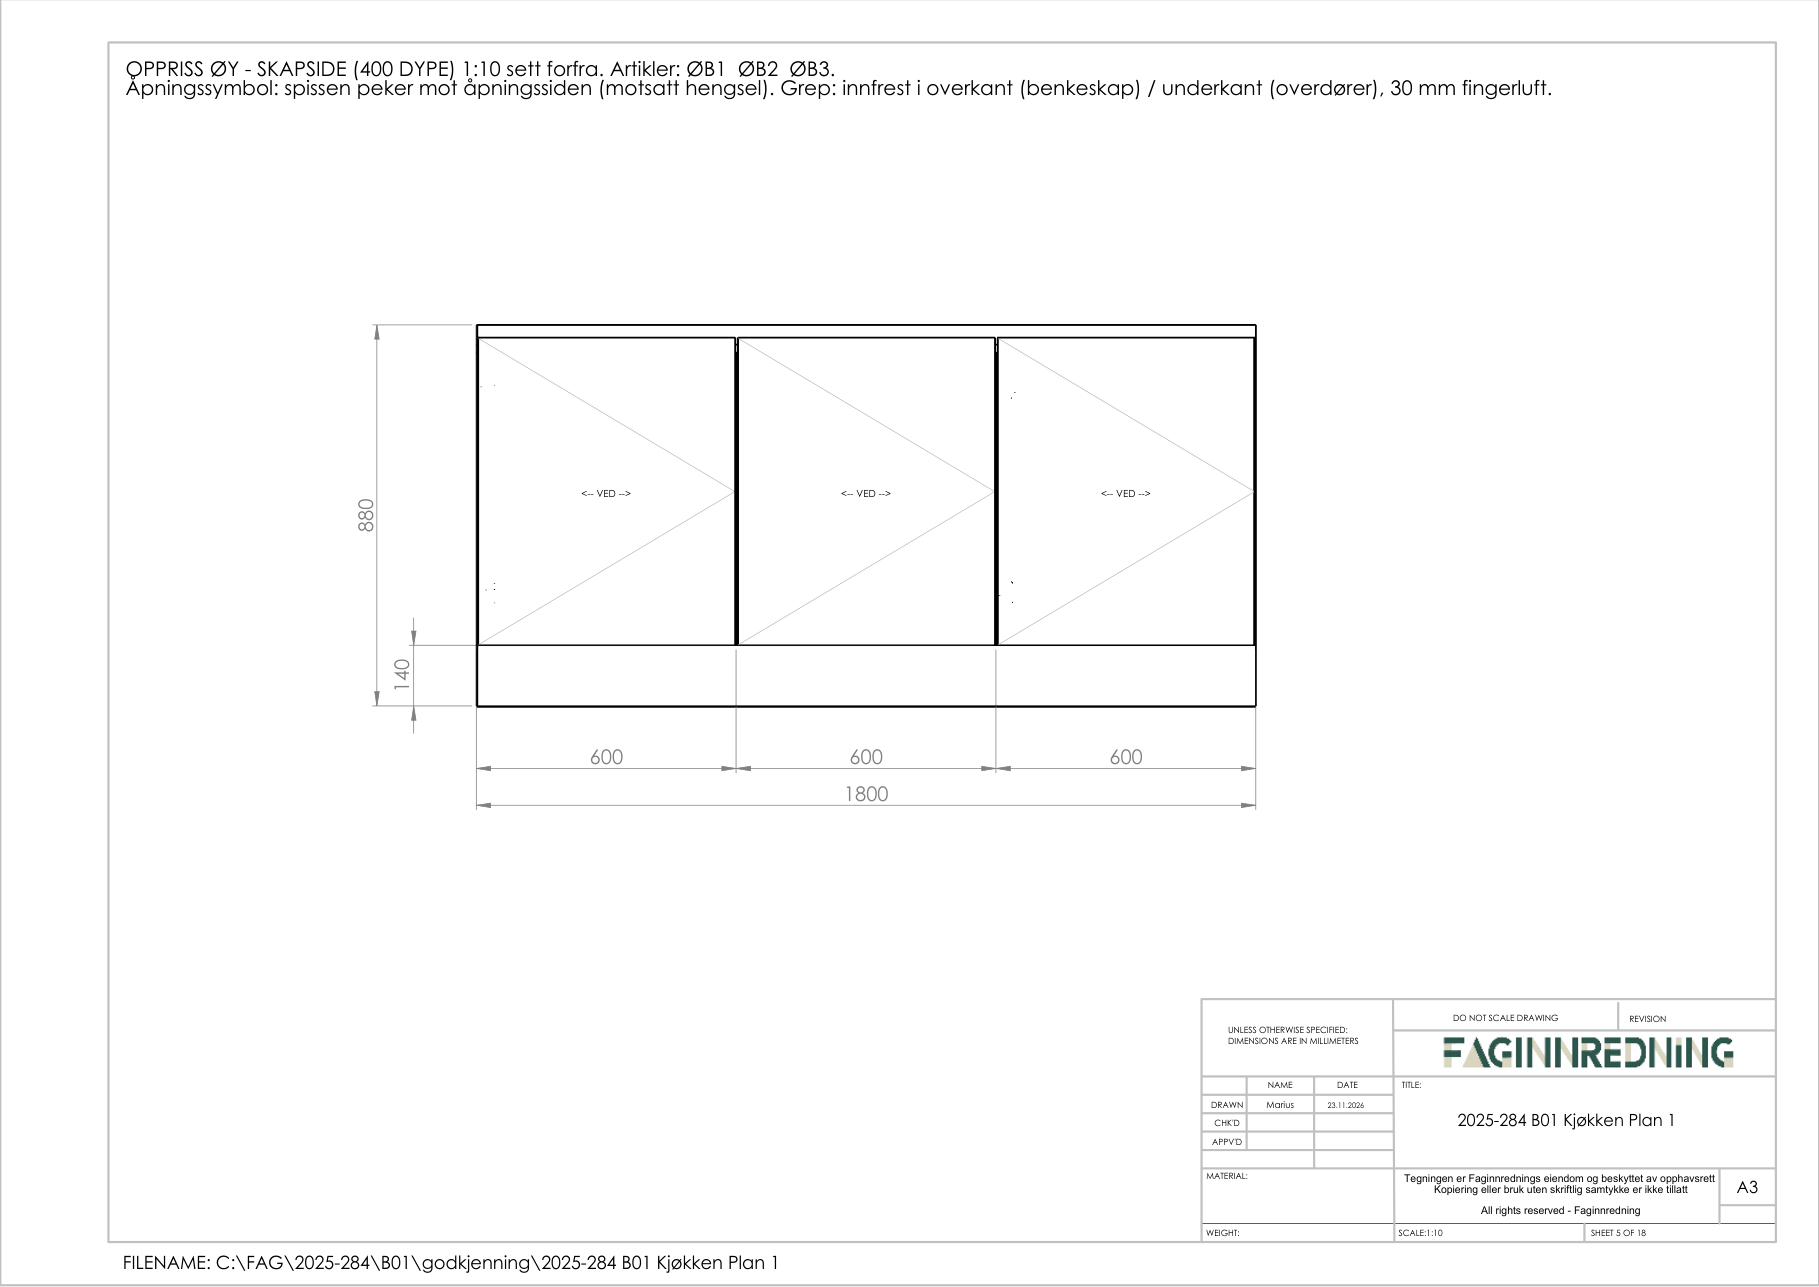 OPPRISS ØY - SKAPSIDE (400 DYPE) 1:10 sett forfra. Artikler: ØB1  ØB2  ØB3.
Åpningssymbol: spissen peker mot åpningssiden (motsatt hengsel). Grep: innfrest i overkant (benkeskap) / underkant (overdører), 30 mm fingerluft.
<-- VED -->
<-- VED -->
<-- VED -->
880
140
600
600
600
1800
UNLESS OTHERWISE SPECIFIED:
DIMENSIONS ARE IN MILLIMETERS
DO NOT SCALE DRAWING
REVISION
FAGINNREDNiNG
NAME
DATE
DRAWN
Marius
23.11.2026
CHK'D
APPV'D
TITLE:
2025-284 B01 Kjøkken Plan 1
MATERIAL:
Tegningen er Faginnrednings eiendom og beskyttet av opphavsrett
Kopiering eller bruk uten skriftlig samtykke er ikke tillatt
All rights reserved - Faginnredning
A3
WEIGHT:
SCALE:1:10
SHEET 5 OF 18
FILENAME: C:\FAG\2025-284\B01\godkjenning\2025-284 B01 Kjøkken Plan 1